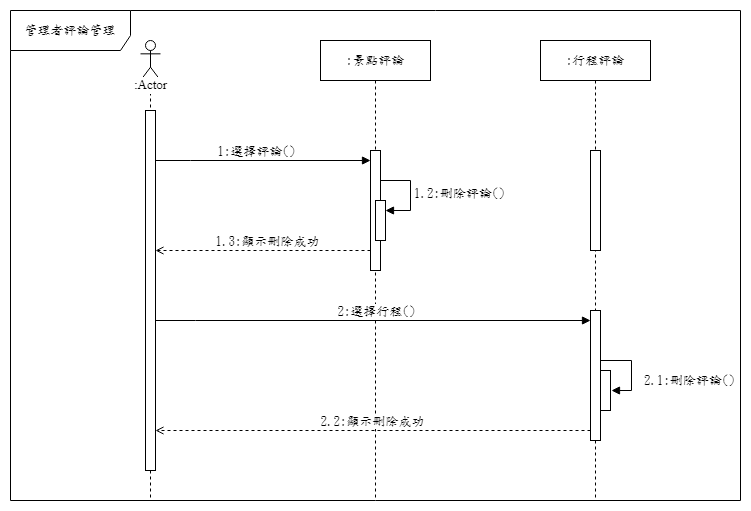 管理者評論管理
:Actor
:景點評論
:行程評論
1:選擇評論()
1.2:刪除評論()
1.3:顯示刪除成功
2:選擇行程()
2.1:刪除評論()
2.2:顯示刪除成功